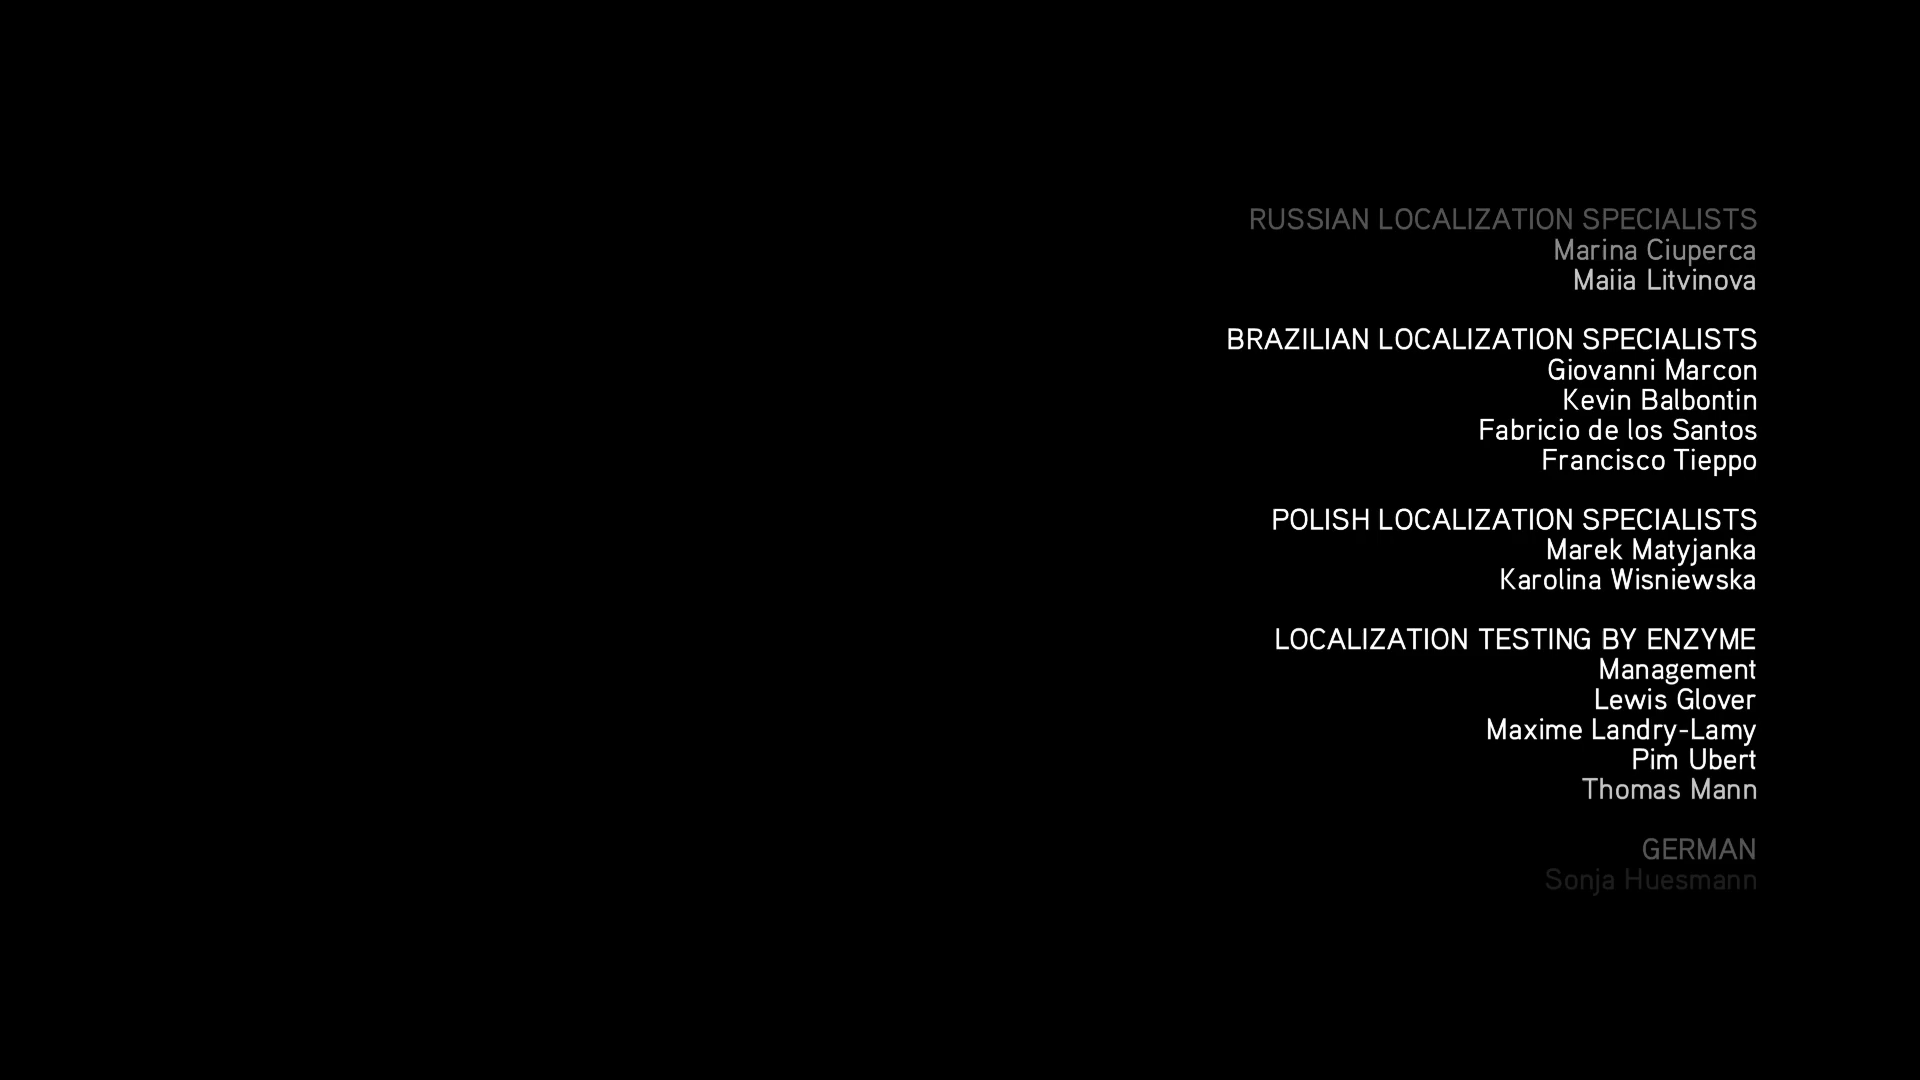 RUSSIAN LOCALIZATION SPECIALISTS
Marina Ciuperca
Maiia Litvinova
BRAZILIAN LOCALIZATION SPECIALISTS
Giovanni Marcon
Kevin Balbontin
Fabricio de los Santos
Francisco Tieppo
POLISH LOCALIZATION SPECIALISTS
Marek Matyjanka
Karolina Wisniewska
LOCALIZATION TESTING BY ENZYME
Management
Lewis Glover
Maxime Landry-Lamy
Pim Ubert
Thomas Mann
GERMAN
Sonja Huesmann